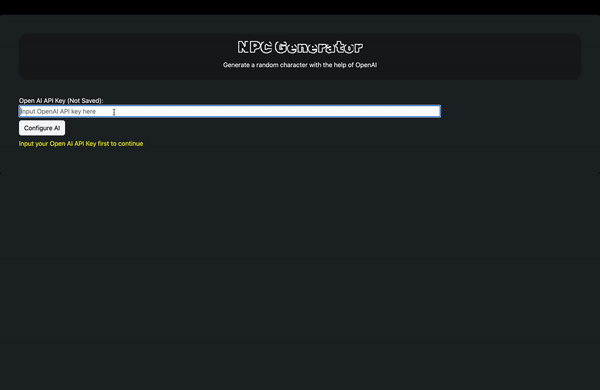 NPC Generator
Generate a random character with the help of OpenAI
Open AI API Key (Not Saved):
Input OpenAI API key here
Configure AI
Input your Open AI API Key first to continue